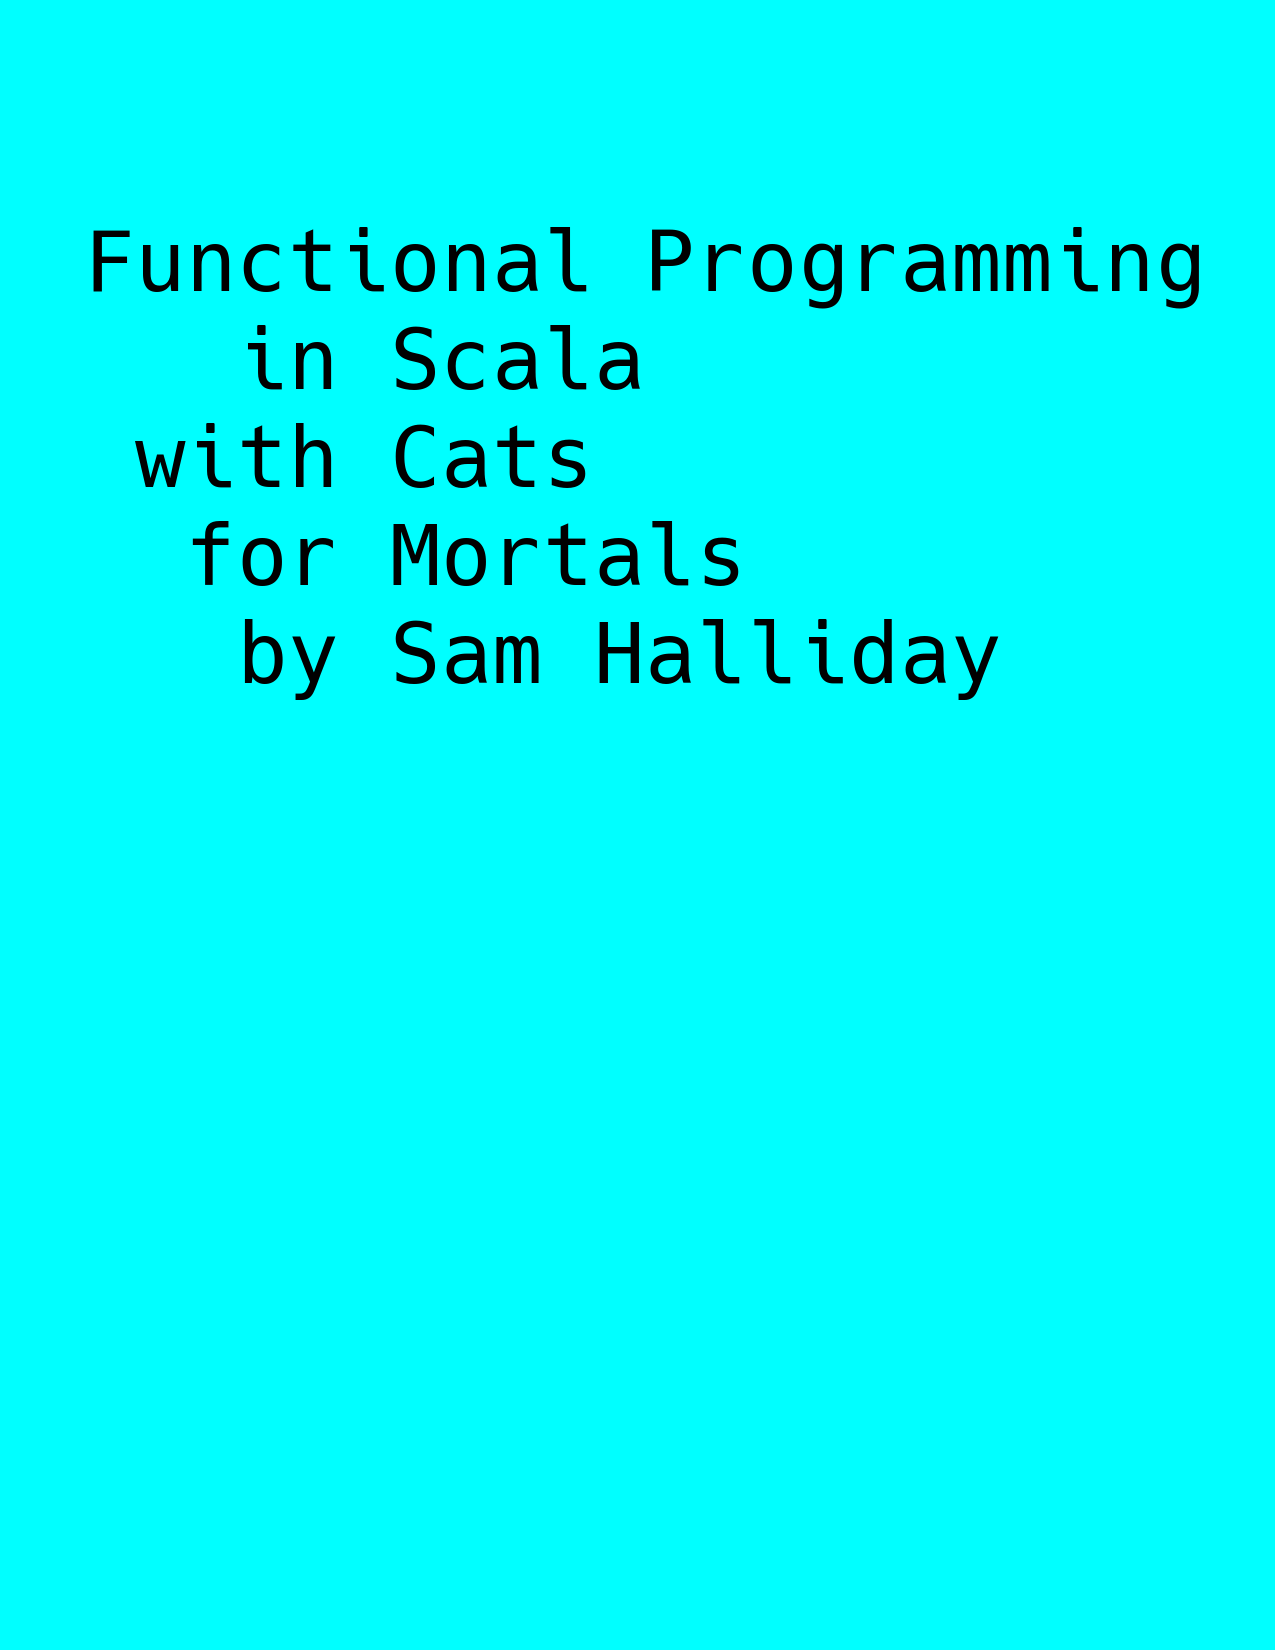 Functional Programming
in Scala
with Cats
for Mortals
by Sam Halliday